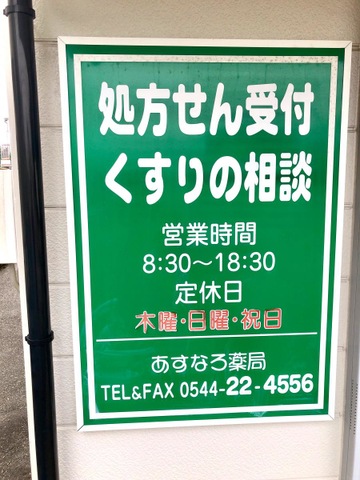 処方せん受付
くすりの相談
営業時間
8:30〜18:30
定休日
木曜・日曜・祝日
あすなろ薬局
TEL&FAX 0544-22-4556